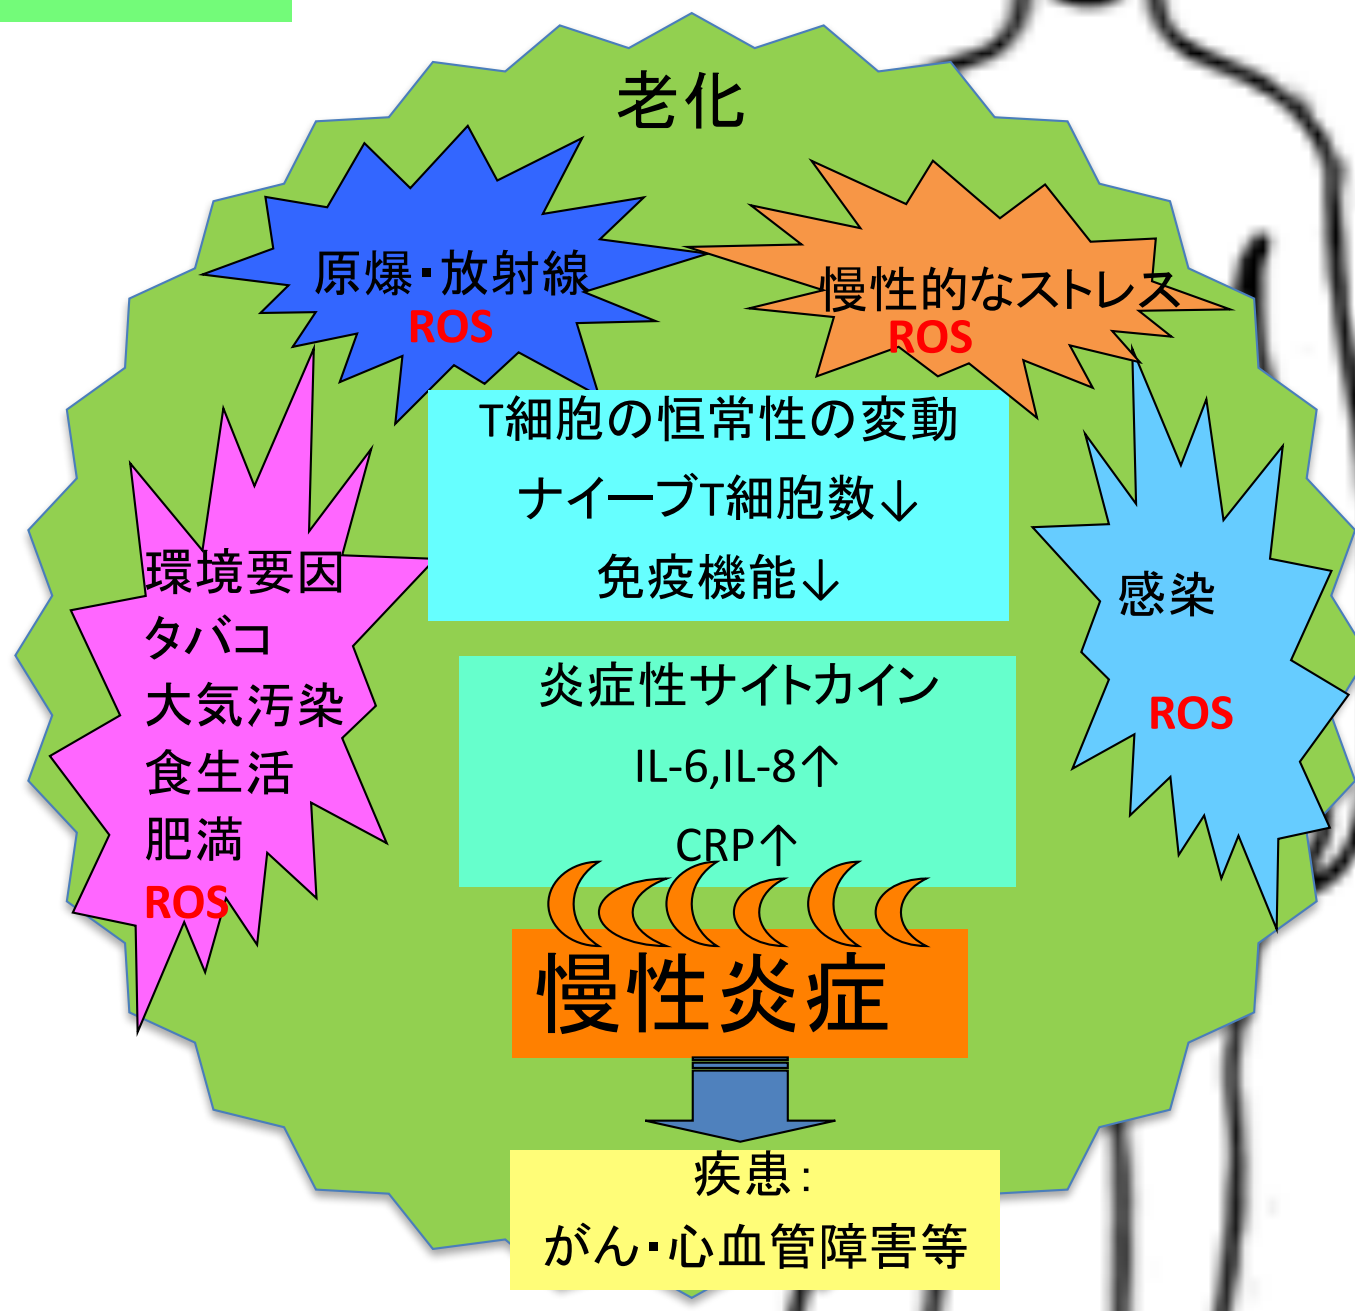 老化
原爆・放射線
ROS
慢性的なストレス
ROS
T細胞の恒常性の変動
ナイーブT細胞数↓
免疫機能↓
環境要因
タバコ
大気汚染
食生活
肥満
ROS
感染
ROS
炎症性サイトカイン
IL-6,IL-8↑
CRP↑
慢性炎症
疾患：
がん・心血管障害等